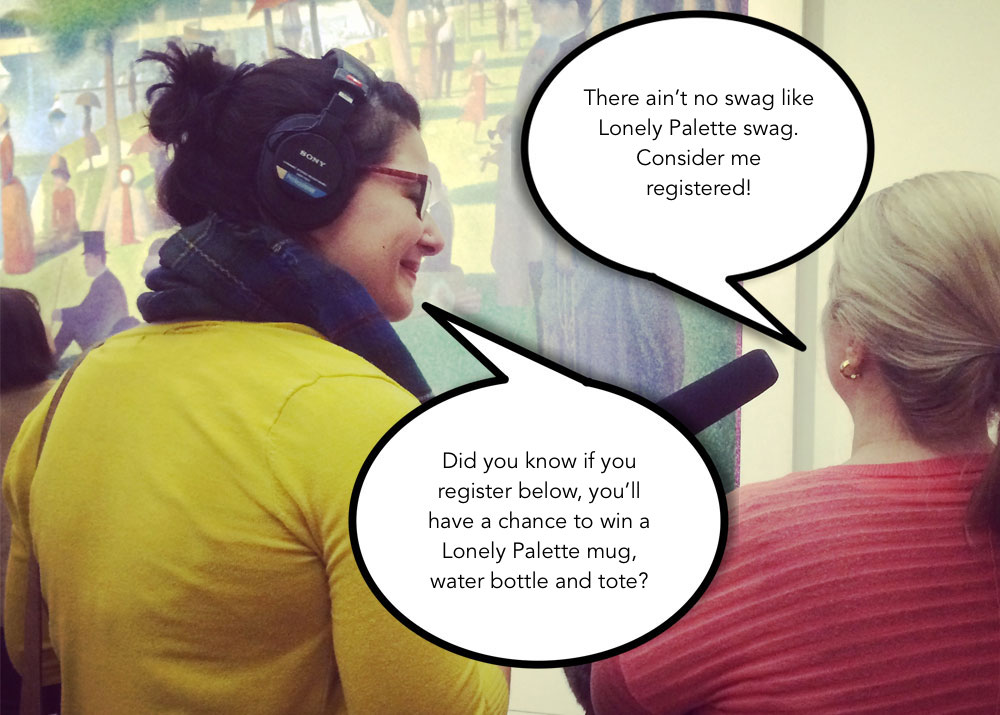 There ain't no swag like
Lonely Palette swag.
Consider me
registered!
SONY
Did you know if you
register below, you'll
have a chance to win a
Lonely Palette mug,
water bottle and tote?